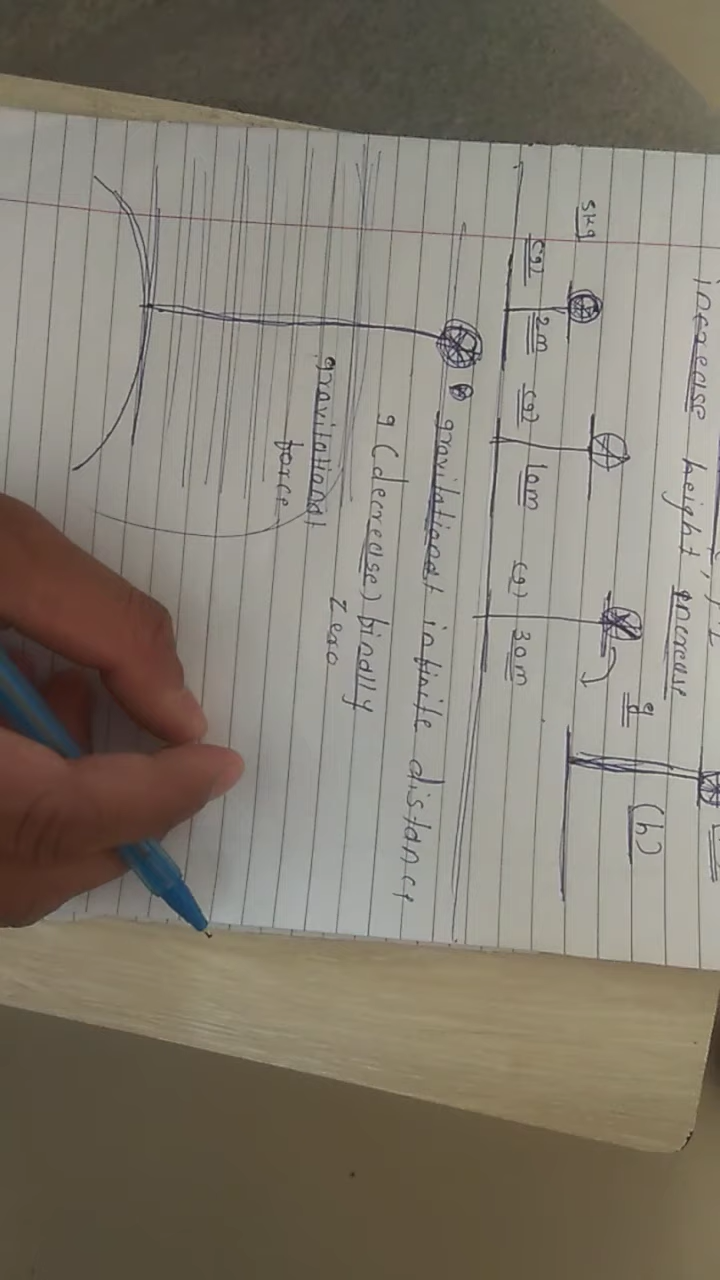 increase height increase
g
(h)
5kg
(g) 2m (g) 10m (g) 30m
gravitational infinite distance
g (decrease) finally
zero
gravitational
force